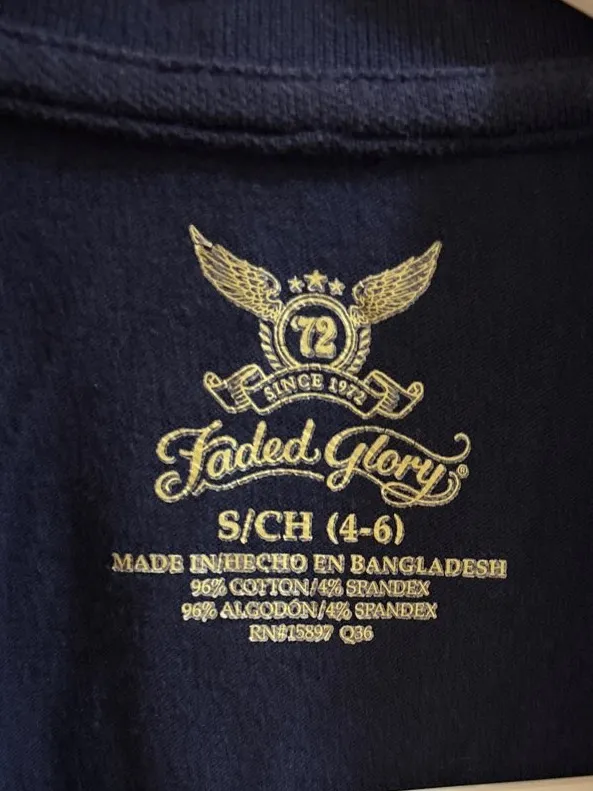 '72
SINCE 1972
Faded Glory®
S/CH (4-6)
MADE IN/HECHO EN BANGLADESH
96% COTTON/4% SPANDEX
96% ALGODON/4% SPANDEX
RN#15897 Q36